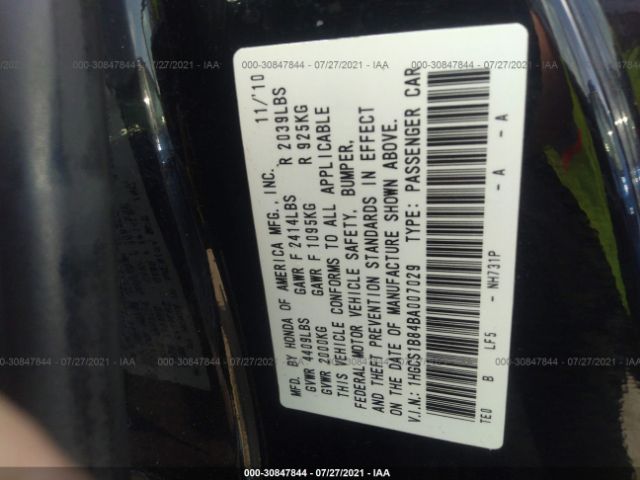 000-30847844 - 07/27/2021 - IAA
MFD. BY HONDA OF AMERICA MFG., INC. 11/'10
GVWR 4409LBS GAWR F 2414LBS R 2039LBS
GVWR 2000KG GAWR F 1095KG R 925KG
THIS VEHICLE CONFORMS TO ALL APPLICABLE
FEDERAL MOTOR VEHICLE SAFETY, BUMPER,
AND THEFT PREVENTION STANDARDS IN EFFECT
ON THE DATE OF MANUFACTURE SHOWN ABOVE.
V.I.N.: 1HGCS1B84BA007029 TYPE: PASSENGER CAR
TE0 B LF5 - NH731P - A - A
000-30847844 - 07/27/2021 - IAA